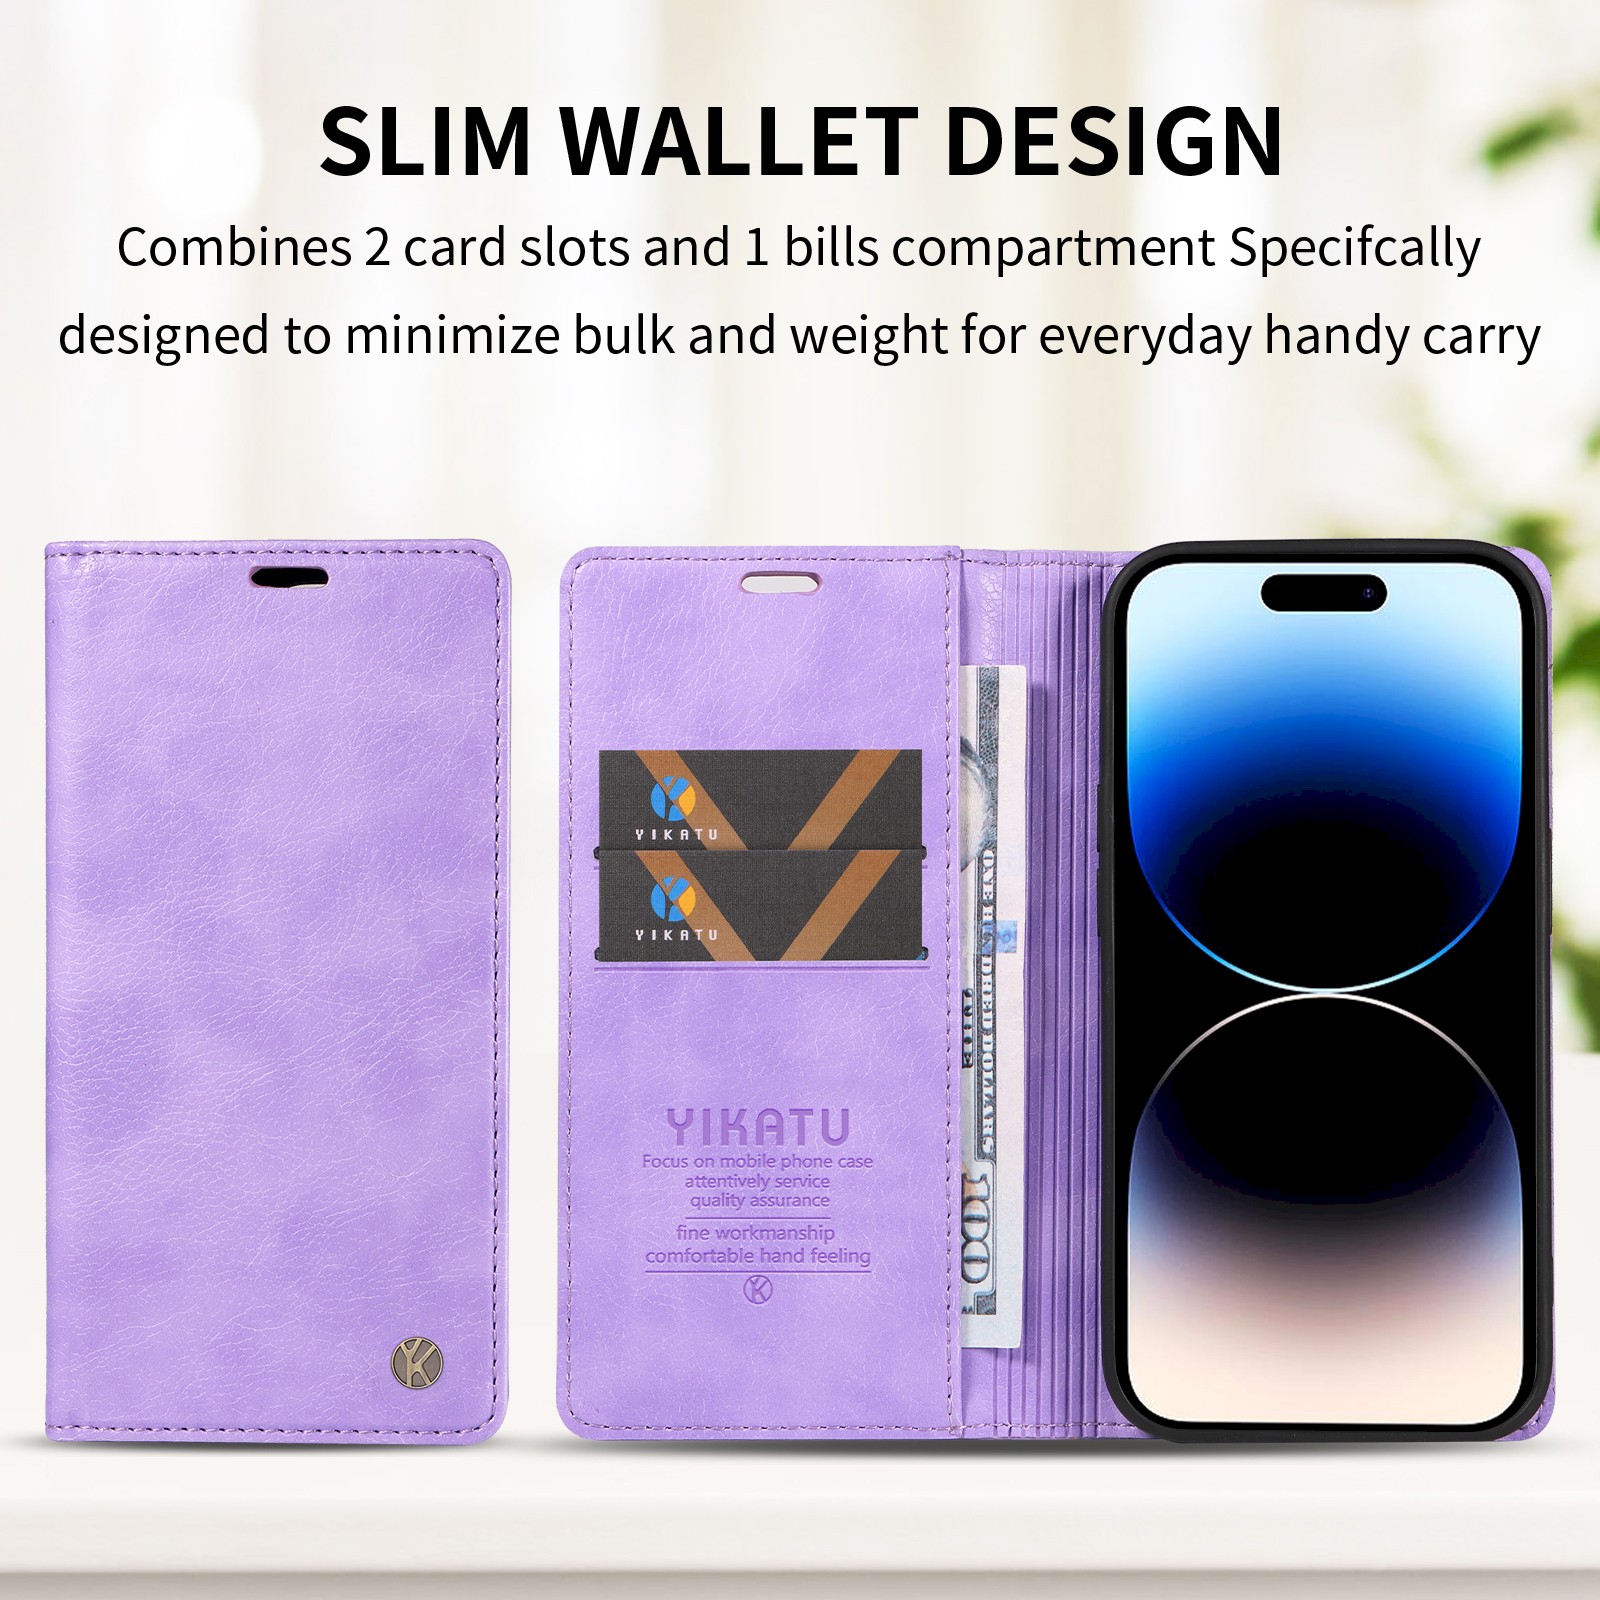 SLIM WALLET DESIGN
Combines 2 card slots and 1 bills compartment Specifcally
designed to minimize bulk and weight for everyday handy carry
YIKATU
YIKATU
YIKATU
Focus on mobile phone case
attentively service
quality assurance
fine workmanship
comfortable hand feeling